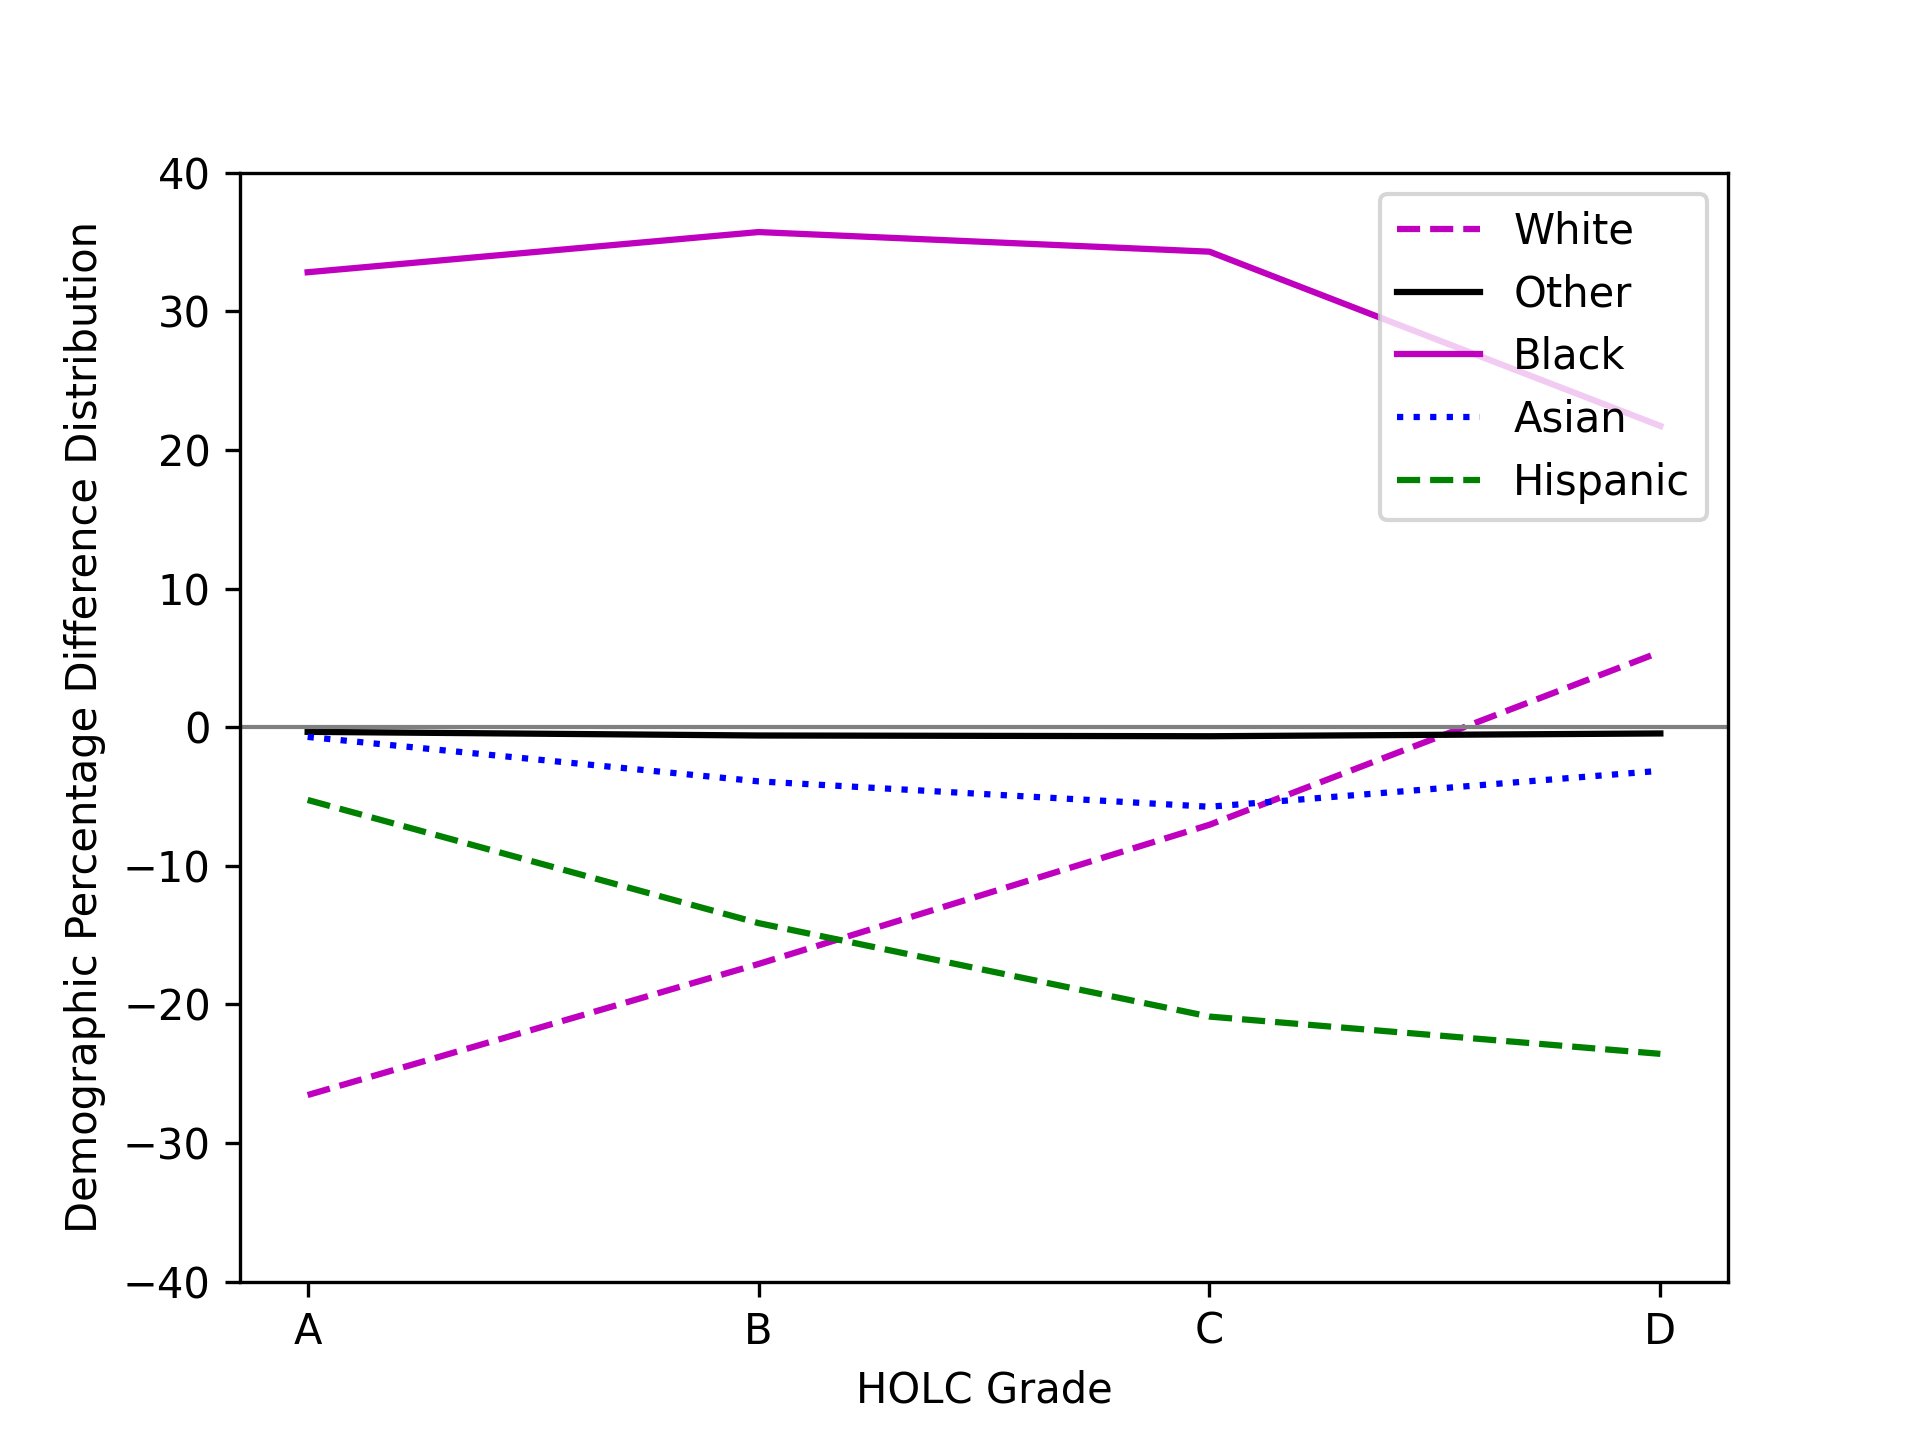 Demographic Percentage Difference Distribution
40
30
20
10
0
−10
−20
−30
−40
White
Other
Black
Asian
Hispanic
A
B
C
D
HOLC Grade